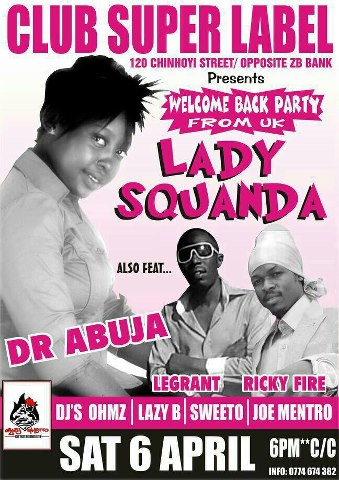 CLUB SUPER LABEL
120 CHINHOYI STREET/ OPPOSITE ZB BANK
Presents
WELCOME BACK PARTY
FROM UK
LADY
SQUANDA
ALSO FEAT...
DR ABUJA
LEGRANT RICKY FIRE
DJ'S OHMZ LAZY B SWEETO JOE MENTRO
SAT 6 APRIL
6PM**C/C
INFO: 0774 674 382